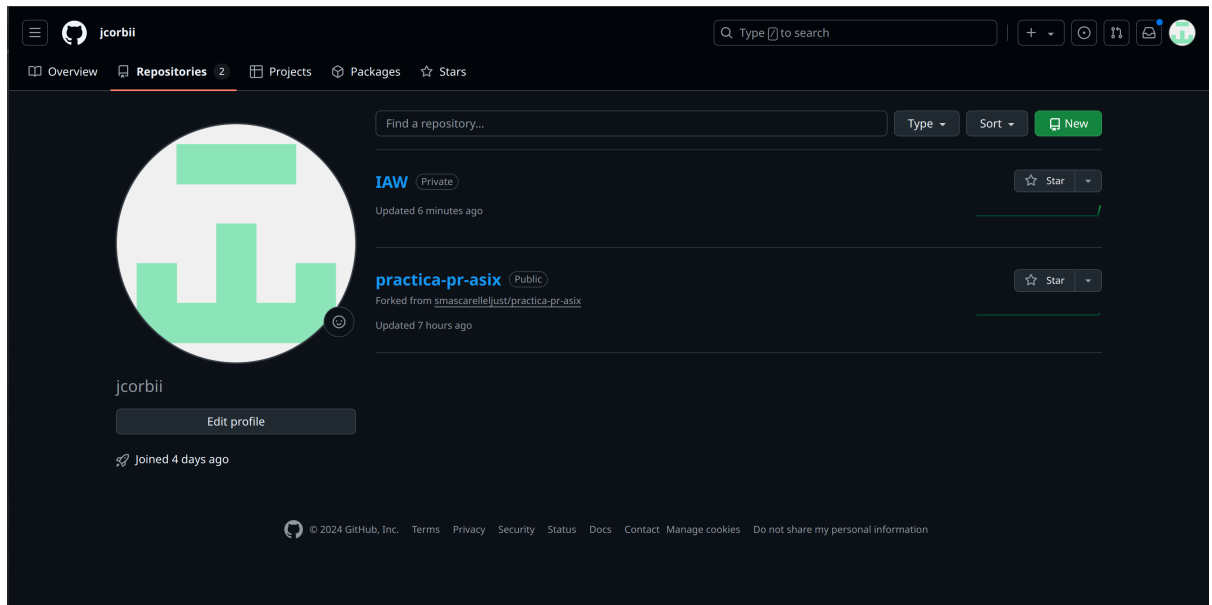 jcorbii
Type / to search
Overview
Repositories 2
Projects
Packages
Stars
Find a repository...
Type
Sort
New
IAW Private
Star
Updated 6 minutes ago
practica-pr-asix Public
Star
Forked from smascarelleljust/practica-pr-asix
Updated 7 hours ago
jcorbii
Edit profile
Joined 4 days ago
© 2024 GitHub, Inc. Terms Privacy Security Status Docs Contact Manage cookies Do not share my personal information